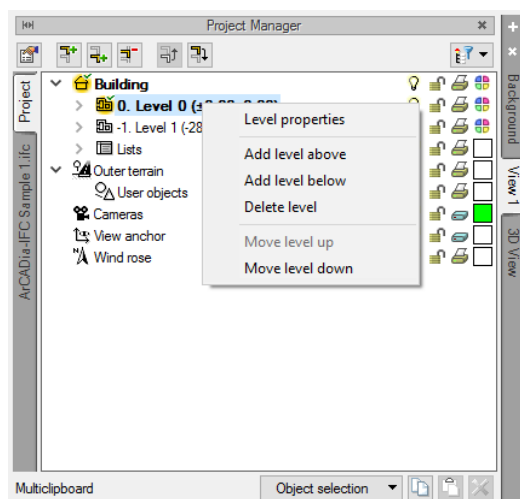 Project Manager
Project
ArCADia-IFC Sample 1.ifc
Building
0. Level 0
-1. Level 1 (-28
Lists
Outer terrain
User objects
Cameras
View anchor
Wind rose
Level properties
Add level above
Add level below
Delete level
Move level up
Move level down
Background
View 1
3D View
Multiclipboard
Object selection